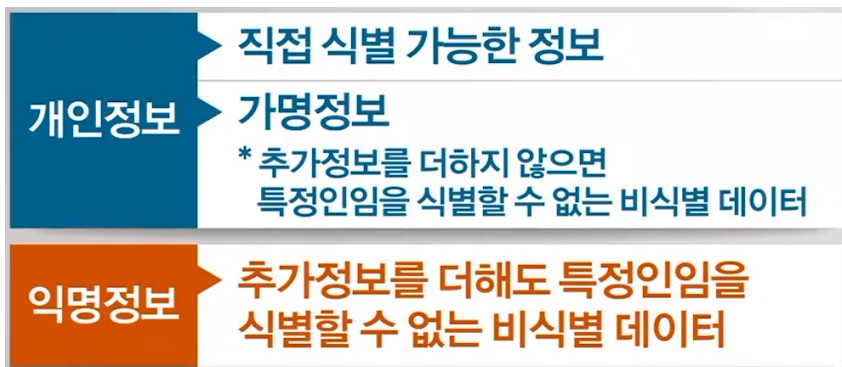 개인정보
직접 식별 가능한 정보
가명정보
* 추가정보를 더하지 않으면
특정인임을 식별할 수 없는 비식별 데이터
익명정보
추가정보를 더해도 특정인임을
식별할 수 없는 비식별 데이터